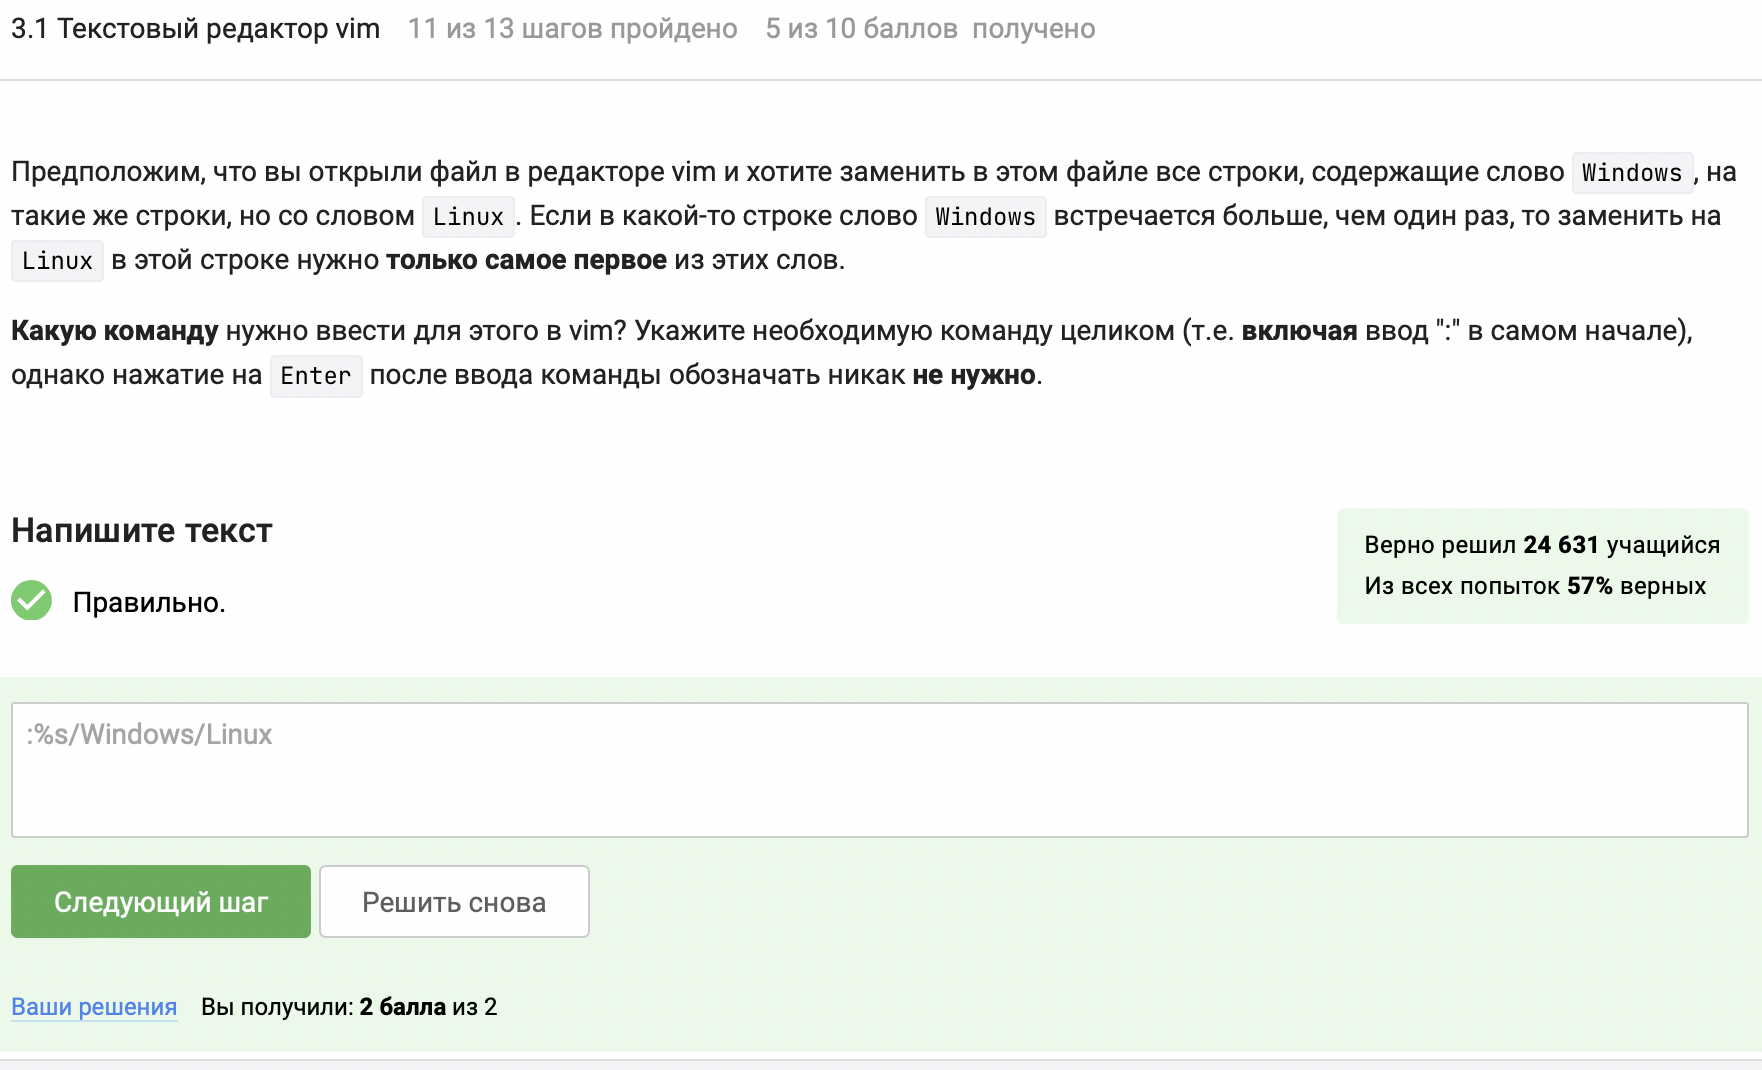 3.1 Текстовый редактор vim 11 из 13 шагов пройдено 5 из 10 баллов получено
Предположим, что вы открыли файл в редакторе vim и хотите заменить в этом файле все строки, содержащие слово Windows, на
такие же строки, но со словом Linux. Если в какой-то строке слово Windows встречается больше, чем один раз, то заменить на
Linux в этой строке нужно только самое первое из этих слов.
Какую команду нужно ввести для этого в vim? Укажите необходимую команду целиком (т.е. включая ввод ":" в самом начале),
однако нажатие на Enter после ввода команды обозначать никак не нужно.
Напишите текст
Верно решил 24 631 учащийся
Из всех попыток 57% верных
Правильно.
:%s/Windows/Linux
Следующий шаг Решить снова
Ваши решения Вы получили: 2 балла из 2